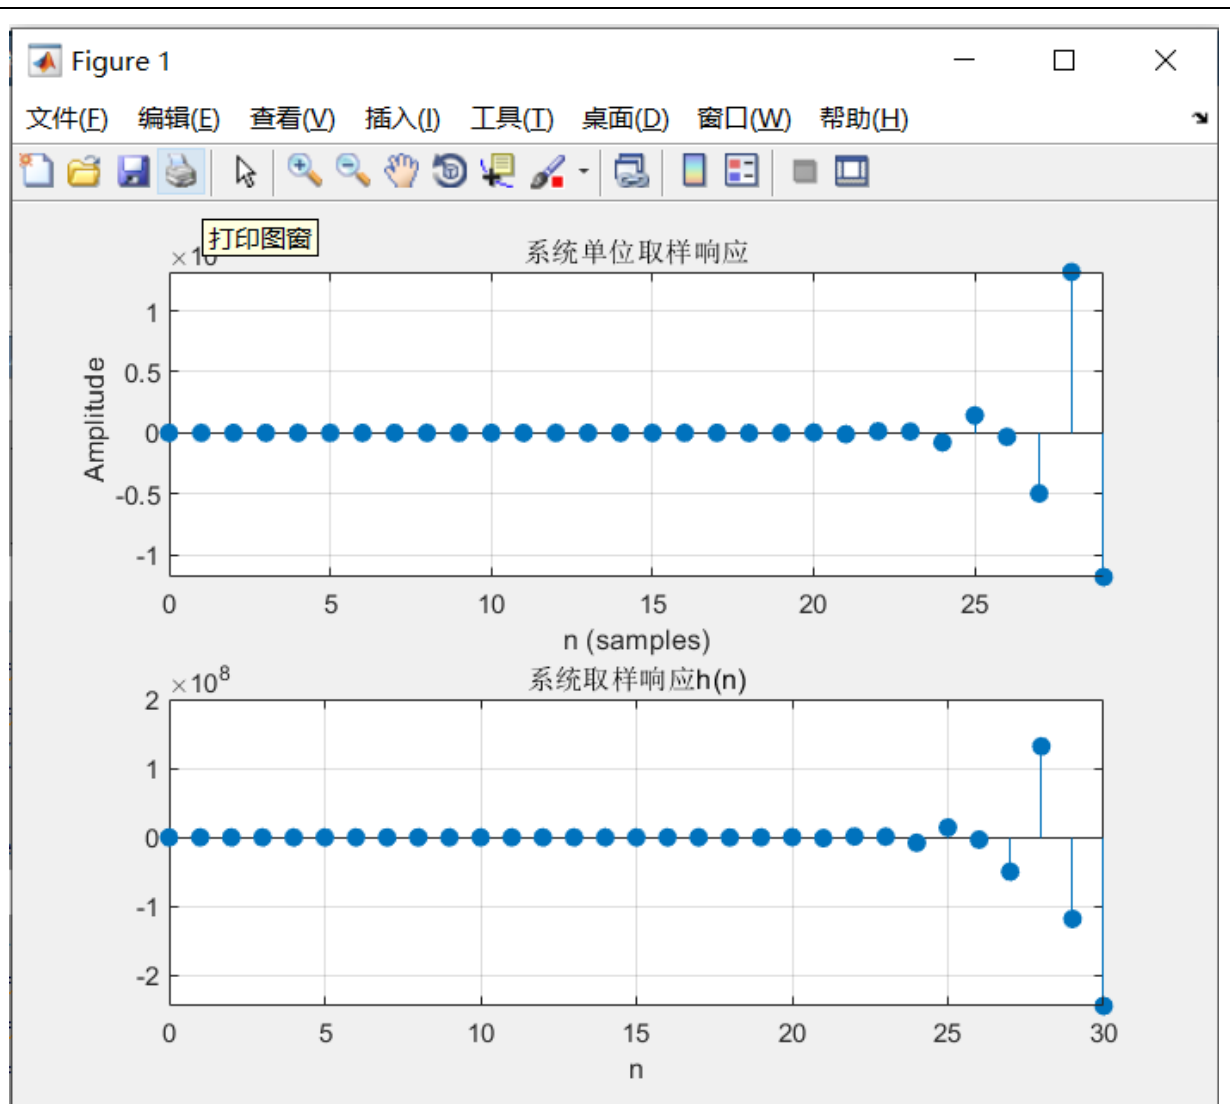 Figure 1
文件(F) 编辑(E) 查看(V) 插入(I) 工具(T) 桌面(D) 窗口(W) 帮助(H)
打印图窗
系统单位取样响应
1
0.5
0
-0.5
-1
Amplitude
0 5 10 15 20 25
n (samples)
系统取样响应h(n)
×10^8
2
1
0
-1
-2
0 5 10 15 20 25 30
n